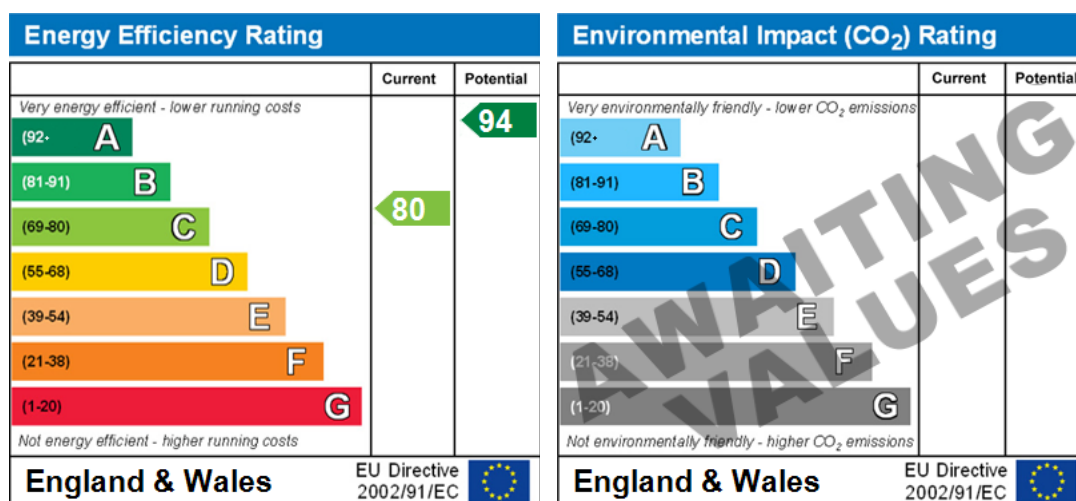 Energy Efficiency Rating
Current Potential
Very energy efficient - lower running costs
(92+ A
94
(81-91) B
80
(69-80) C
(55-68) D
(39-54) E
(21-38) F
(1-20) G
Not energy efficient - higher running costs
England & Wales
EU Directive
2002/91/EC
Environmental Impact (CO₂) Rating
Current Potential
Very environmentally friendly - lower CO₂ emissions
(92+ A
(81-91) B
(69-80) C
(55-68) D
(39-54) E
(21-38) F
(1-20) G
AWAITING
VALUES
Not environmentally friendly - higher CO₂ emissions
England & Wales
EU Directive
2002/91/EC